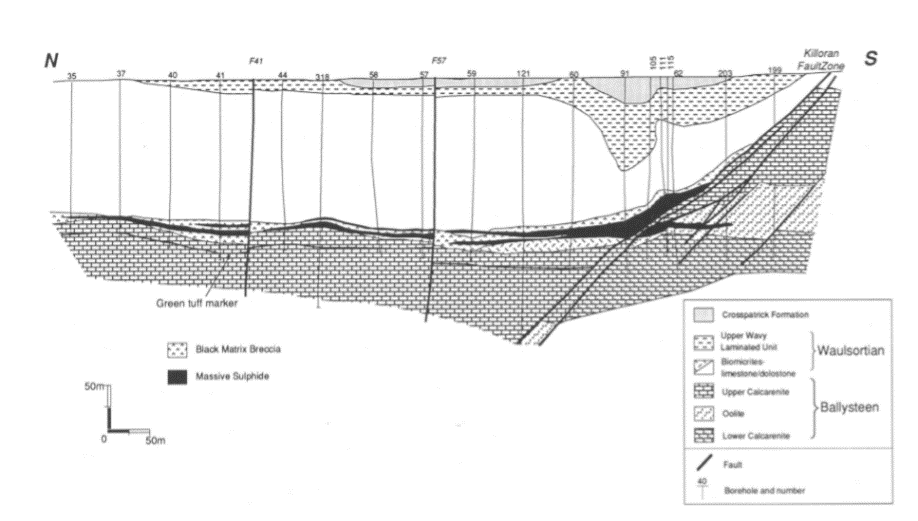 N
S
Killoran
FaultZone
35
37
40
41
F41
44
318
58
57
F57
59
121
60
91
105
111
115
62
203
199
Green tuff marker
Black Matrix Breccia
Massive Sulphide
50m
0
50m
Crosspatrick Formation
Upper Wavy
Laminated Unit
Waulsortian
Biomicrites-
limestone/dolostone
Upper Calcarenite
Oolite
Ballysteen
Lower Calcarenite
Fault
40
Borehole and number